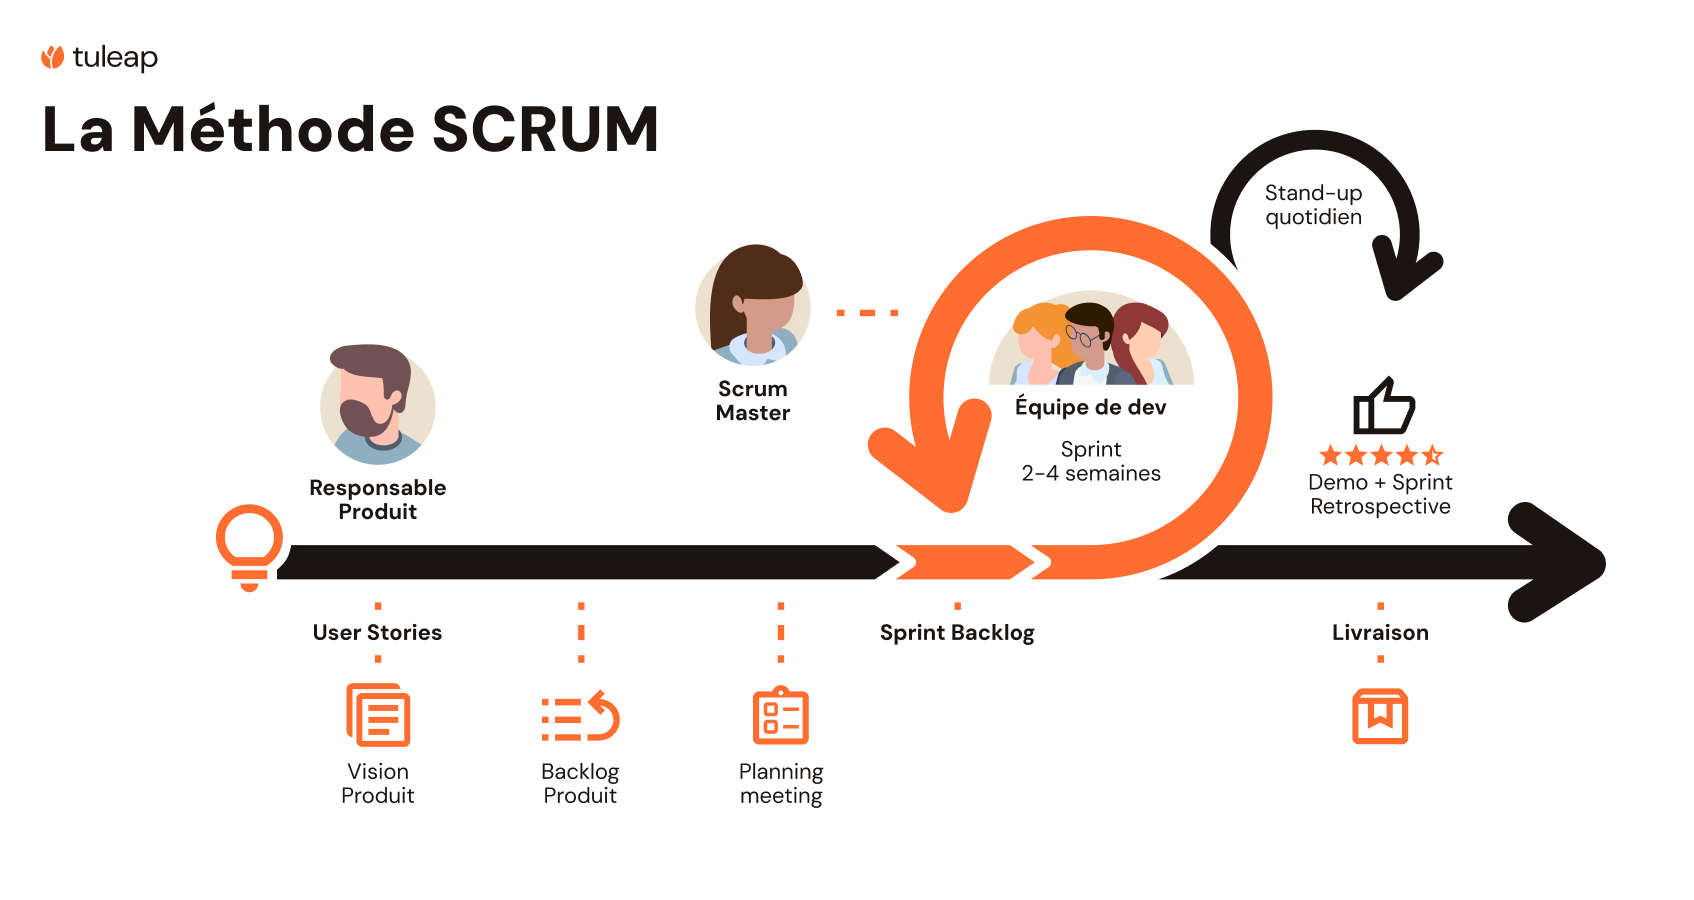 tuleap
La Méthode SCRUM
Stand-up
quotidien
Scrum
Master
Équipe de dev
Sprint
2-4 semaines
Responsable
Produit
Demo + Sprint
Retrospective
User Stories
Sprint Backlog
Livraison
Vision
Produit
Backlog
Produit
Planning
meeting